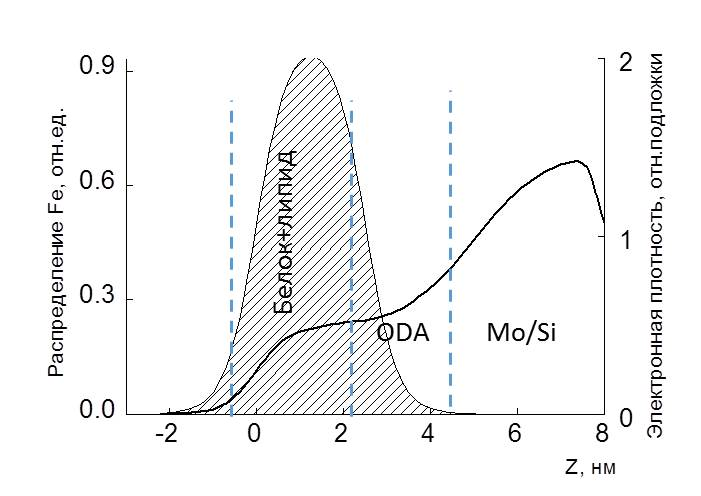 Распределение Fe, отн.ед.
0.9
0.6
0.3
0.0
Белок+липид
ODA
Mo/Si
2
1
0
Электронная плотность, отн.подложки
-2 0 2 4 6 8
Z, нм